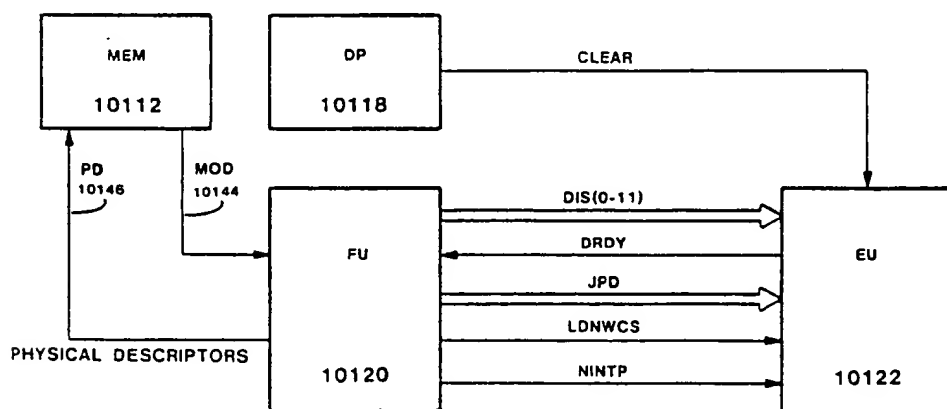 MEM
10112
DP
10118
CLEAR
PD
10146
MOD
10144
FU
10120
DIS(0-11)
DRDY
JPD
LDNWCS
NINTP
EU
10122
PHYSICAL DESCRIPTORS